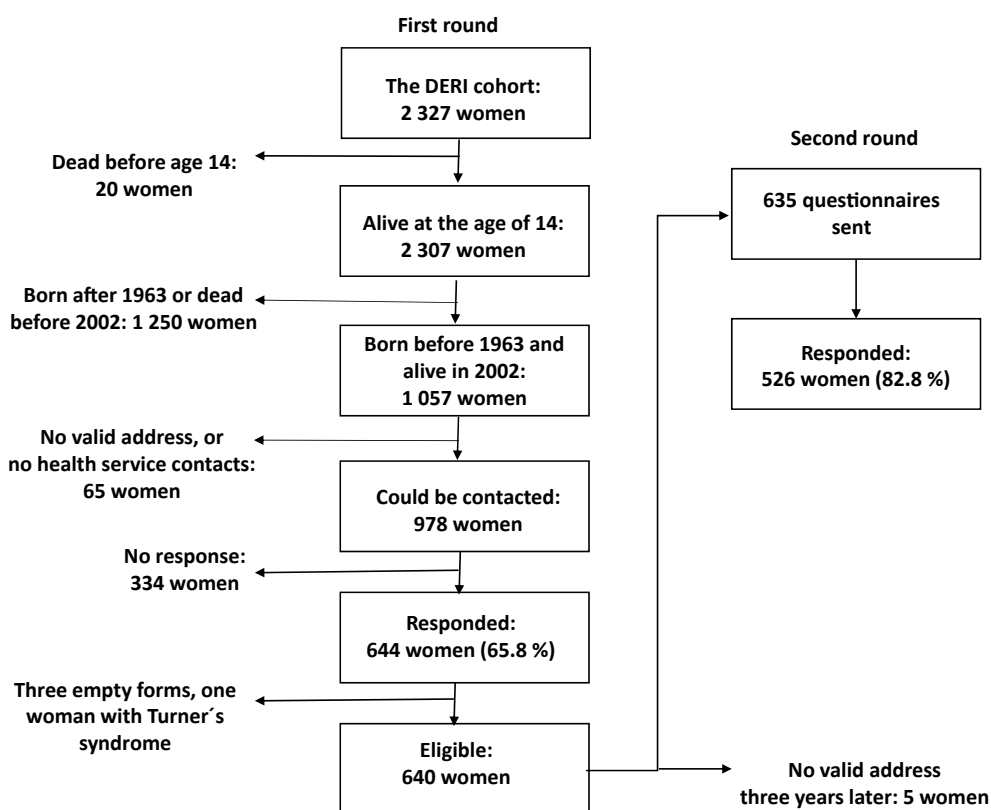 First round
The DERI cohort:
2 327 women
Dead before age 14:
20 women
Alive at the age of 14:
2 307 women
Born after 1963 or dead
before 2002: 1 250 women
Born before 1963 and
alive in 2002:
1 057 women
No valid address, or
no health service contacts:
65 women
Could be contacted:
978 women
No response:
334 women
Responded:
644 women (65.8 %)
Three empty forms, one
woman with Turner´s
syndrome
Eligible:
640 women
Second round
635 questionnaires
sent
Responded:
526 women (82.8 %)
No valid address
three years later: 5 women